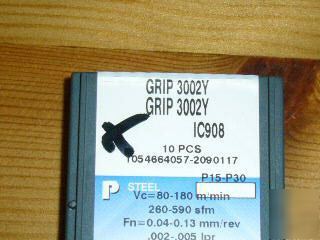 GRIP 3002Y
GRIP 3002Y
IC908
10 PCS
1054664057-2090117
P15-P30
P STEEL
Vc=80-180 m/min
260-590 sfm
Fn=0.04-0.13 mm/rev
.002-.005 ipr